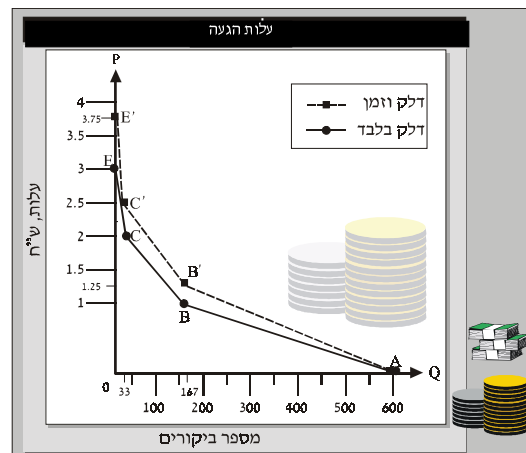 עלות הגעה
P
דלק וזמן
דלק בלבד
4
3.75
E'
3.5
3
E
2.5
C'
2
C
1.5
B'
1.25
1
B
A
Q
0
33
167
100 200 300 400 500 600
עלות, ש"ח
מספר ביקורים